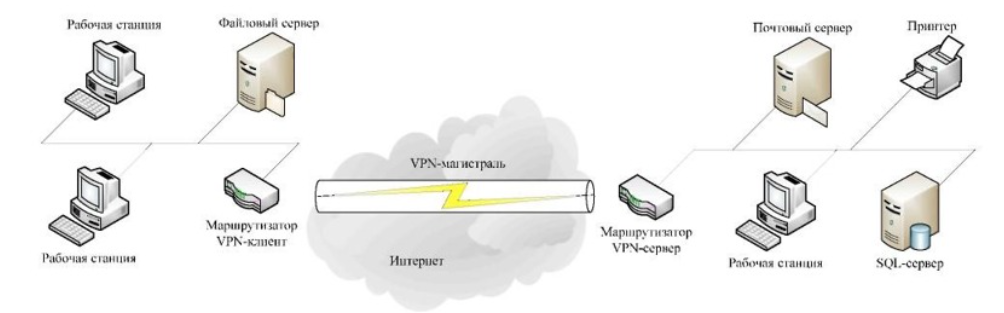 Рабочая станция
Файловый сервер
Почтовый сервер
Принтер
VPN-магистраль
Маршрутизатор
VPN-клиент
Маршрутизатор
VPN-сервер
Рабочая станция
Интернет
Рабочая станция
SQL-сервер